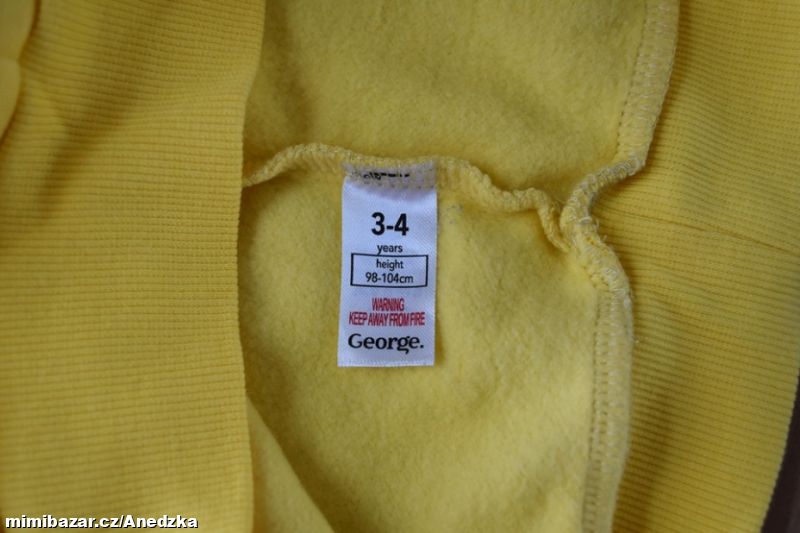 3-4
years
height
98-104cm
WARNING
KEEP AWAY FROM FIRE
George.
mimibazar.cz/Anedzka